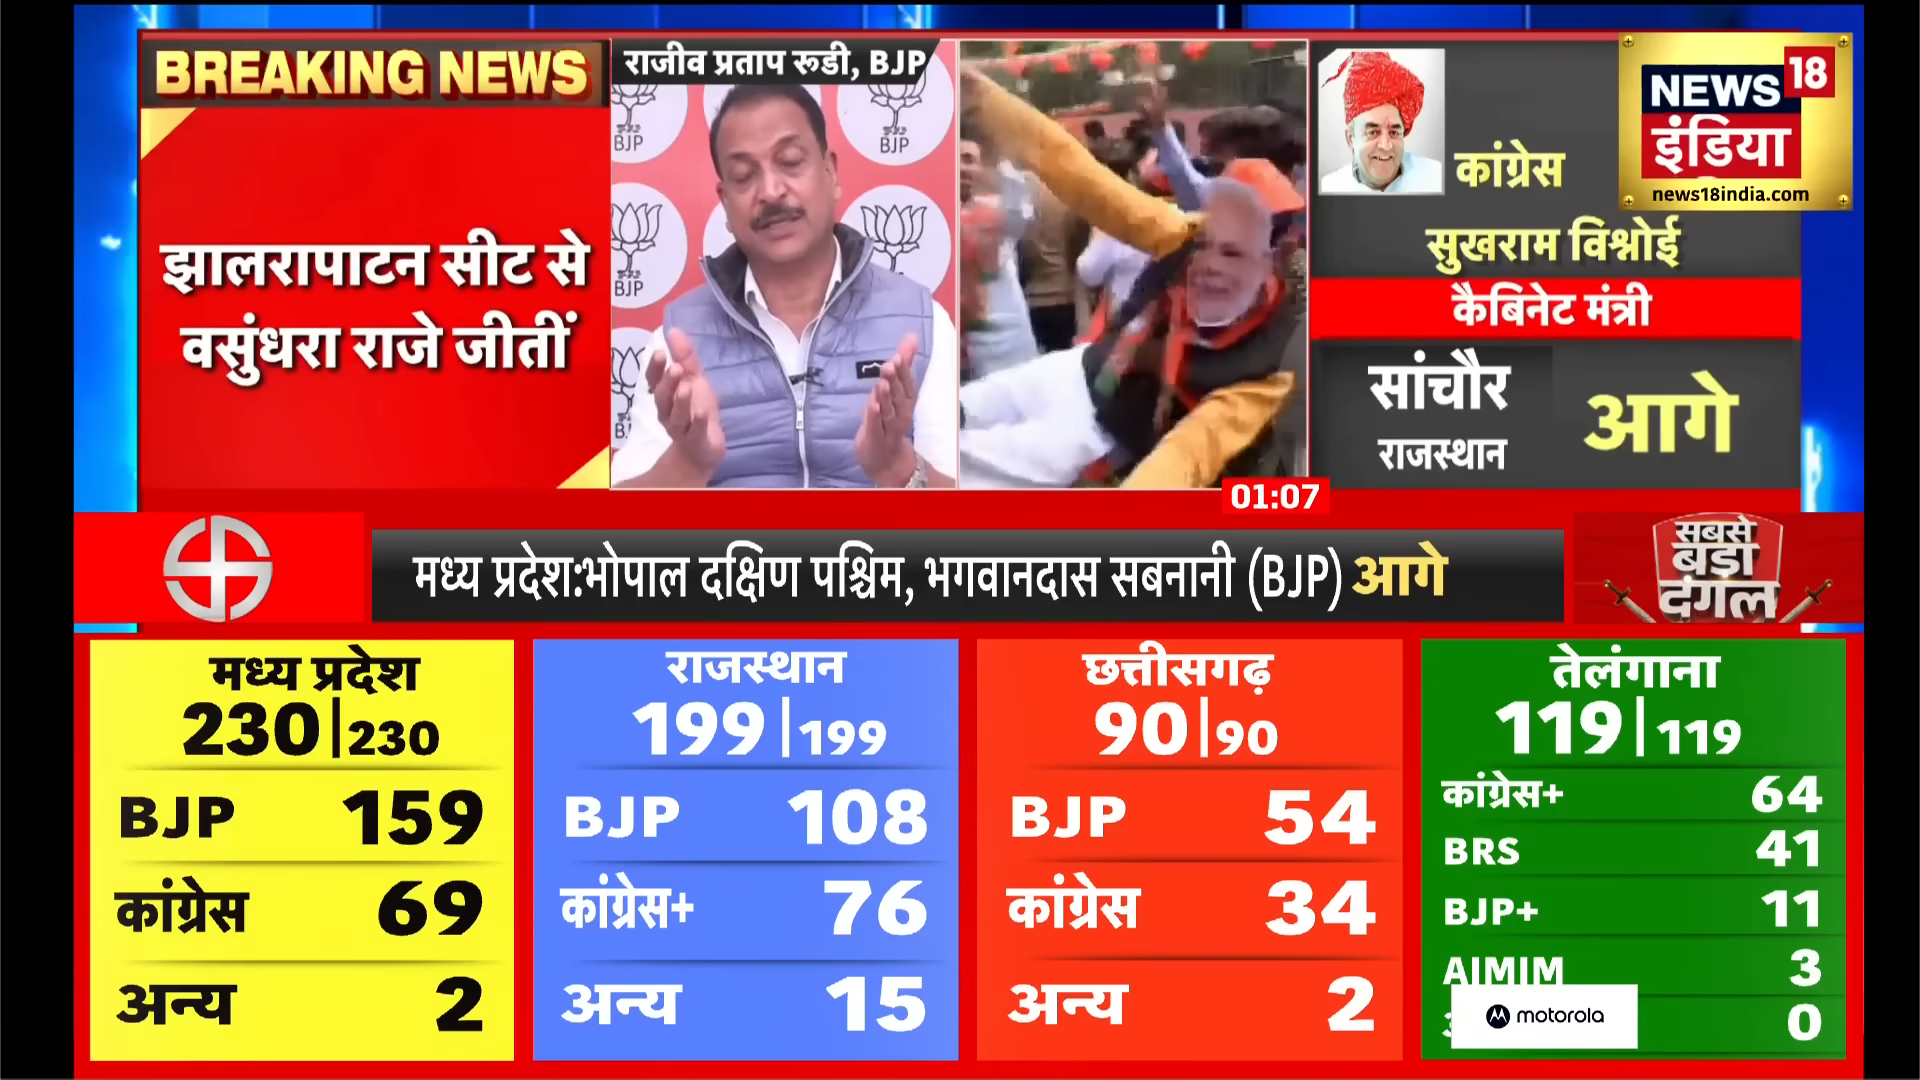 BREAKING NEWS
झालरापाटन सीट से
वसुंधरा राजे जीतीं
राजीव प्रताप रूडी, BJP
BJP
BJP
BJP
कांग्रेस
सुखराम विश्नोई
कैबिनेट मंत्री
सांचौर
राजस्थान
आगे
NEWS 18
इंडिया
news18india.com
01:07
मध्य प्रदेश:भोपाल दक्षिण पश्चिम, भगवानदास सबनानी (BJP) आगे
सबसे
बडा
दंगल
मध्य प्रदेश
230|230
BJP 159
कांग्रेस 69
अन्य 2
राजस्थान
199|199
BJP 108
कांग्रेस+ 76
अन्य 15
छत्तीसगढ़
90|90
BJP 54
कांग्रेस 34
अन्य 2
तेलंगाना
119|119
कांग्रेस+ 64
BRS 41
BJP+ 11
AIMIM 3
0
motorola